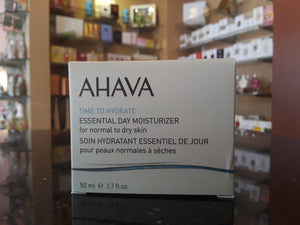 AHAVA
TIME TO HYDRATE
ESSENTIAL DAY MOISTURIZER
for normal to dry skin
SOIN HYDRATANT ESSENTIEL DE JOUR
pour peaux normales à sèches
50 ml e 1.7 fl.oz